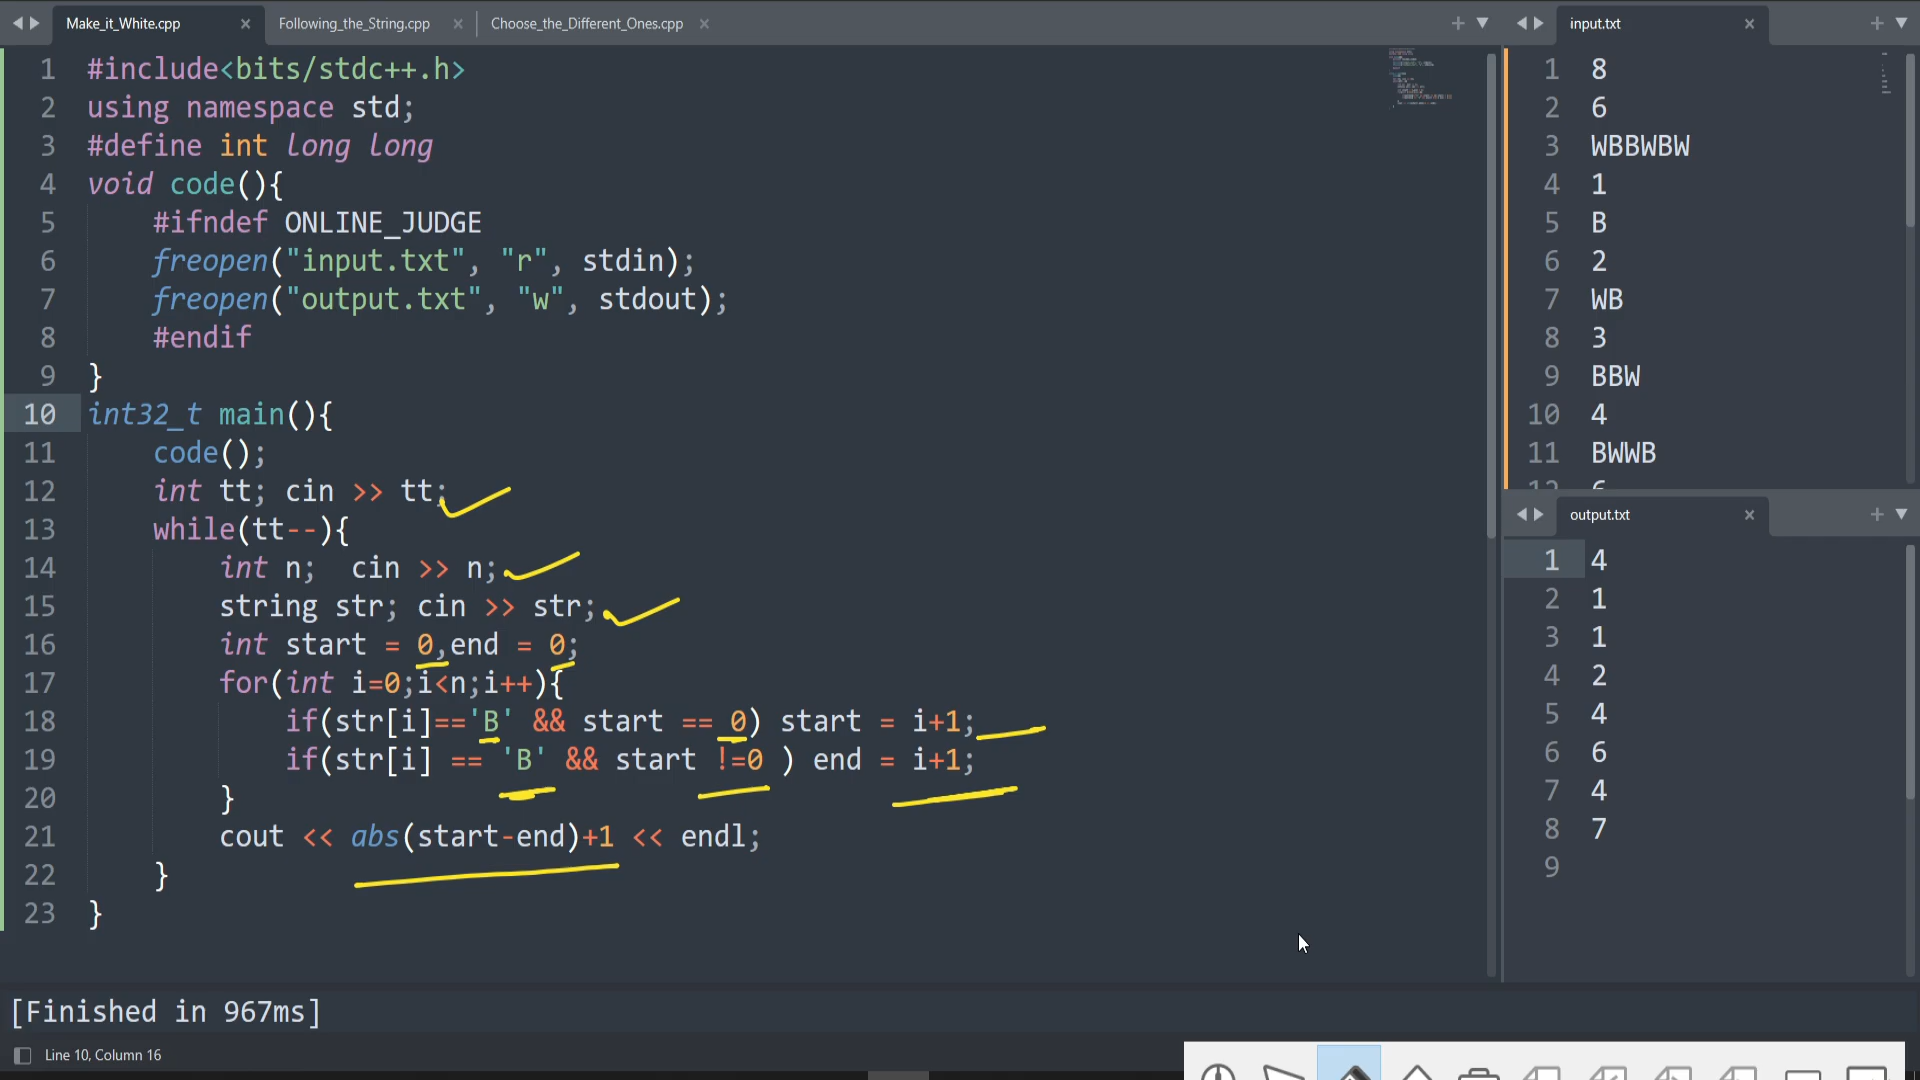 Make_it_White.cpp
Following_the_String.cpp
Choose_the_Different_Ones.cpp
1 #include<bits/stdc++.h>
2 using namespace std;
3 #define int long long
4 void code(){
5 #ifndef ONLINE_JUDGE
6 freopen("input.txt", "r", stdin);
7 freopen("output.txt", "w", stdout);
8 #endif
9 }
10 int32_t main(){
11 code();
12 int tt; cin >> tt;
13 while(tt--){
14 int n;  cin >> n;
15 string str; cin >> str;
16 int start = 0,end = 0;
17 for(int i=0;i<n;i++){
18 if(str[i]=='B' && start == 0) start = i+1;
19 if(str[i] == 'B' && start !=0 ) end = i+1;
20 }
21 cout << abs(start-end)+1 << endl;
22 }
23 }
input.txt
1 8
2 6
3 WBBWBW
4 1
5 B
6 2
7 WB
8 3
9 BBW
10 4
11 BWWB
output.txt
1 4
2 1
3 1
4 2
5 4
6 6
7 4
8 7
9
[Finished in 967ms]
Line 10, Column 16